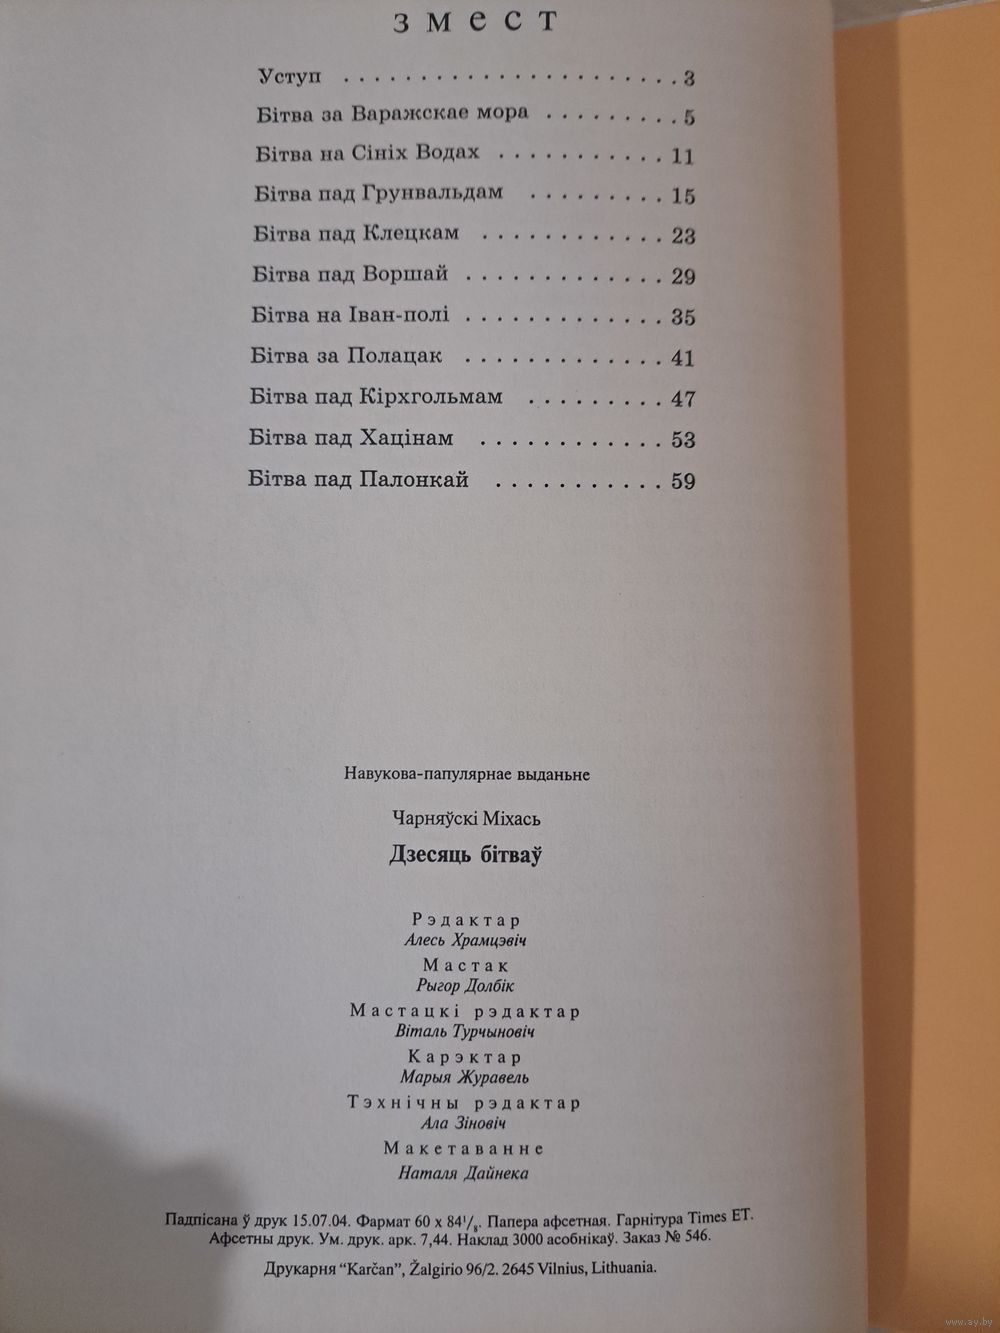 змест
Уступ . . . . . . . . . . . . . . . . . . . . . . 3
Бітва за Варажскае мора . . . . . . . . . 5
Бітва на Сініх Водах . . . . . . . . . . . 11
Бітва пад Грунвальдам . . . . . . . . . 15
Бітва пад Клецкам . . . . . . . . . . . . 23
Бітва пад Воршай . . . . . . . . . . . . . 29
Бітва на Іван-полі . . . . . . . . . . . . . 35
Бітва за Полацак . . . . . . . . . . . . . 41
Бітва пад Кірхгольмам . . . . . . . . . 47
Бітва пад Хацінам . . . . . . . . . . . . 53
Бітва пад Палонкай . . . . . . . . . . . 59
Навукова-папулярнае выданьне
Чарняўскі Міхась
Дзесяць бітваў
Рэдактар
Алесь Храмцэвіч
Мастак
Рыгор Долбік
Мастацкі рэдактар
Віталь Турчыновіч
Карэктар
Марыя Журавель
Тэхнічны рэдактар
Ала Зіновіч
Макетаванне
Наталя Дайнека
Падпісана ў друк 15.07.04. Фармат 60 x 84¹/₈. Папера афсетная. Гарнітура Times ET.
Афсетны друк. Ум. друк. арк. 7,44. Наклад 3000 асобнікаў. Заказ № 546.
Друкарня “Karčan”, Žalgirio 96/2. 2645 Vilnius, Lithuania.
www.ay.by